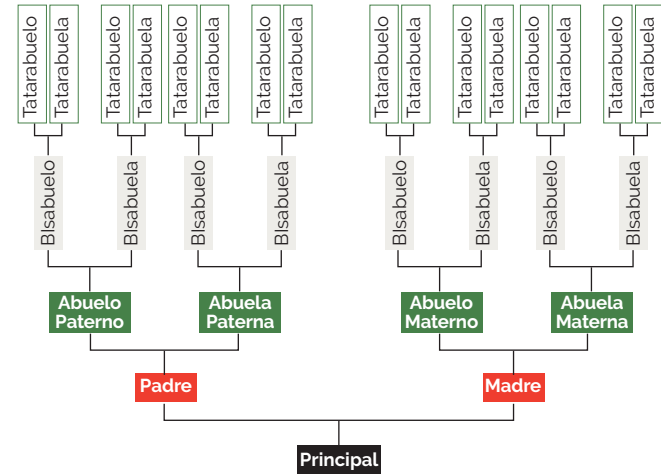 Tatarabuelo
Tatarabuela
Tatarabuelo
Tatarabuela
Tatarabuelo
Tatarabuela
Tatarabuelo
Tatarabuela
Tatarabuelo
Tatarabuela
Tatarabuelo
Tatarabuela
Tatarabuelo
Tatarabuela
Tatarabuelo
Tatarabuela
BIsabuelo
BIsabuela
BIsabuelo
BIsabuela
BIsabuelo
BIsabuela
BIsabuelo
BIsabuela
Abuelo
Paterno
Abuela
Paterna
Abuelo
Materno
Abuela
Materna
Padre
Madre
Principal